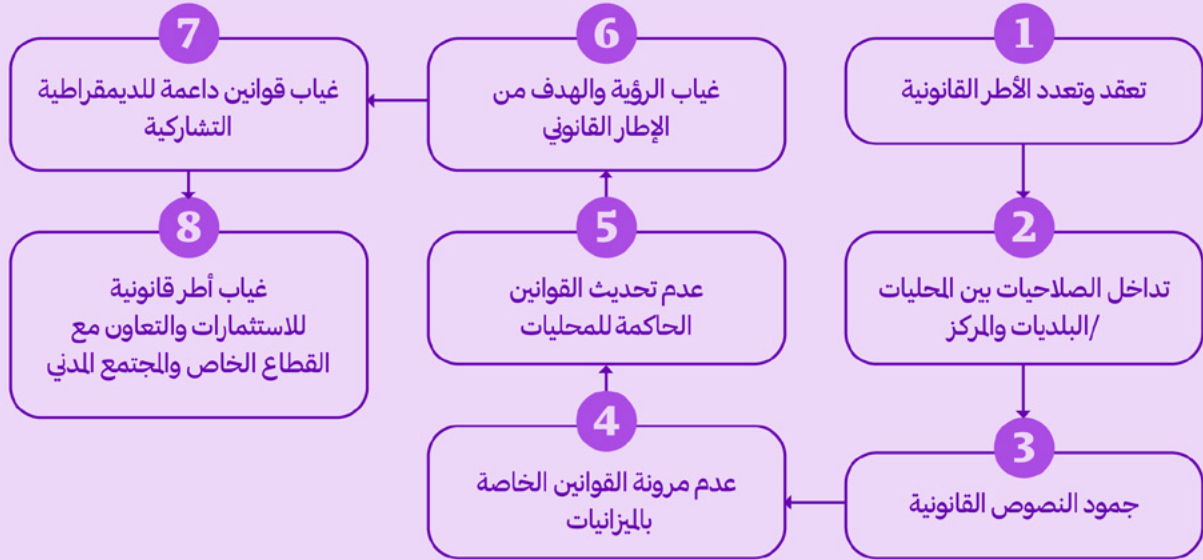 1
تعقد وتعدد الأطر القانونية
2
تداخل الصلاحيات بين المحليات
/البلديات والمركز
3
جمود النصوص القانونية
4
عدم مرونة القوانين الخاصة
بالميزانيات
5
عدم تحديث القوانين
الحاكمة للمحليات
6
غياب الرؤية والهدف من
الإطار القانوني
7
غياب قوانين داعمة للديمقراطية
التشاركية
8
غياب أطر قانونية
للاستثمارات والتعاون مع
القطاع الخاص والمجتمع المدني